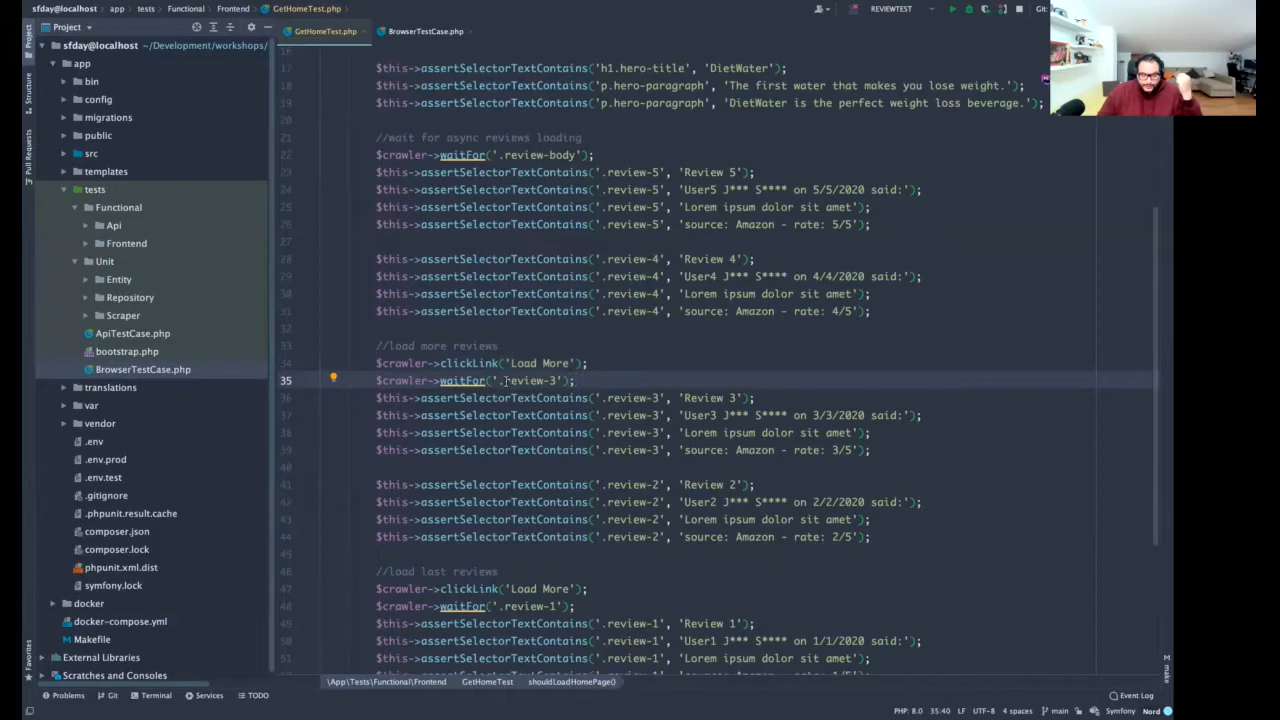 sfday@localhost
app
tests
Functional
Frontend
GetHomeTest.php
REVIEWTEST
Git:
Project
GetHomeTest.php
BrowserTestCase.php
Project
Structure
Pull Requests
Favorites
sfday@localhost ~/Development/workshops/
app
bin
config
migrations
public
src
templates
tests
Functional
Api
Frontend
Unit
Entity
Repository
Scraper
ApiTestCase.php
bootstrap.php
BrowserTestCase.php
translations
var
vendor
.env
.env.prod
.env.test
.gitignore
.phpunit.result.cache
composer.json
composer.lock
phpunit.xml.dist
symfony.lock
docker
docker-compose.yml
Makefile
External Libraries
Scratches and Consoles
16
17 $this->assertSelectorTextContains('h1.hero-title', 'DietWater');
18 $this->assertSelectorTextContains('p.hero-paragraph', 'The first water that makes you lose weight.');
19 $this->assertSelectorTextContains('p.hero-paragraph', 'DietWater is the perfect weight loss beverage.');
20
21 //wait for async reviews loading
22 $crawler->waitFor('.review-body');
23 $this->assertSelectorTextContains('.review-5', 'Review 5');
24 $this->assertSelectorTextContains('.review-5', 'User5 J*** S**** on 5/5/2020 said:');
25 $this->assertSelectorTextContains('.review-5', 'Lorem ipsum dolor sit amet');
26 $this->assertSelectorTextContains('.review-5', 'source: Amazon - rate: 5/5');
27
28 $this->assertSelectorTextContains('.review-4', 'Review 4');
29 $this->assertSelectorTextContains('.review-4', 'User4 J*** S**** on 4/4/2020 said:');
30 $this->assertSelectorTextContains('.review-4', 'Lorem ipsum dolor sit amet');
31 $this->assertSelectorTextContains('.review-4', 'source: Amazon - rate: 4/5');
32
33 //load more reviews
34 $crawler->clickLink('Load More');
35 $crawler->waitFor('.review-3');
36 $this->assertSelectorTextContains('.review-3', 'Review 3');
37 $this->assertSelectorTextContains('.review-3', 'User3 J*** S**** on 3/3/2020 said:');
38 $this->assertSelectorTextContains('.review-3', 'Lorem ipsum dolor sit amet');
39 $this->assertSelectorTextContains('.review-3', 'source: Amazon - rate: 3/5');
40
41 $this->assertSelectorTextContains('.review-2', 'Review 2');
42 $this->assertSelectorTextContains('.review-2', 'User2 J*** S**** on 2/2/2020 said:');
43 $this->assertSelectorTextContains('.review-2', 'Lorem ipsum dolor sit amet');
44 $this->assertSelectorTextContains('.review-2', 'source: Amazon - rate: 2/5');
45
46 //load last reviews
47 $crawler->clickLink('Load More');
48 $crawler->waitFor('.review-1');
49 $this->assertSelectorTextContains('.review-1', 'Review 1');
50 $this->assertSelectorTextContains('.review-1', 'User1 J*** S**** on 1/1/2020 said:');
51 $this->assertSelectorTextContains('.review-1', 'Lorem ipsum dolor sit amet');
M make
\App\Tests\Functional\Frontend
GetHomeTest
shouldLoadHomePage()
Problems
Git
Terminal
Services
TODO
Event Log
PHP: 8.0 35:40 LF UTF-8 4 spaces main Symfony Nord